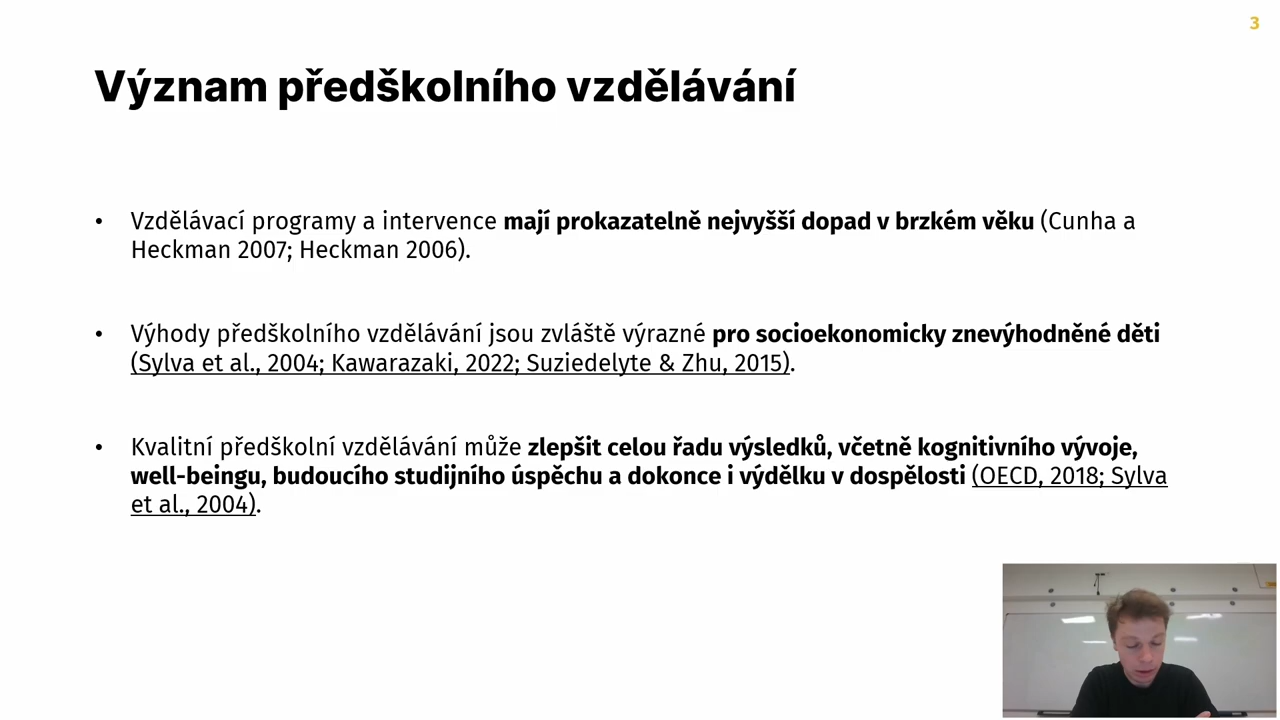 3
Význam předškolního vzdělávání
• Vzdělávací programy a intervence mají prokazatelně nejvyšší dopad v brzkém věku (Cunha a
Heckman 2007; Heckman 2006).
• Výhody předškolního vzdělávání jsou zvláště výrazné pro socioekonomicky znevýhodněné děti
(Sylva et al., 2004; Kawarazaki, 2022; Suziedelyte & Zhu, 2015).
• Kvalitní předškolní vzdělávání může zlepšit celou řadu výsledků, včetně kognitivního vývoje,
well-beingu, budoucího studijního úspěchu a dokonce i výdělku v dospělosti (OECD, 2018; Sylva
et al., 2004).